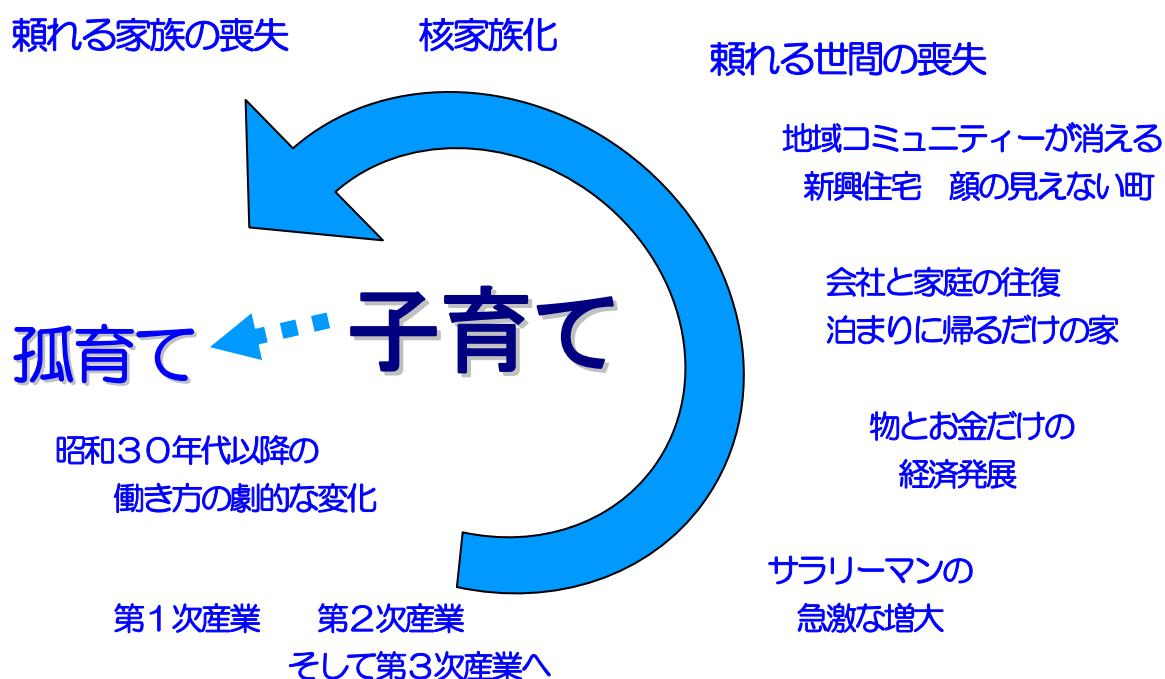 頼れる家族の喪失
核家族化
頼れる世間の喪失
地域コミュニティーが消える
新興住宅　顔の見えない町
会社と家庭の往復
泊まりに帰るだけの家
子育て
孤育て
物とお金だけの
経済発展
昭和３０年代以降の
働き方の劇的な変化
サラリーマンの
急激な増大
第１次産業　第２次産業
そして第３次産業へ